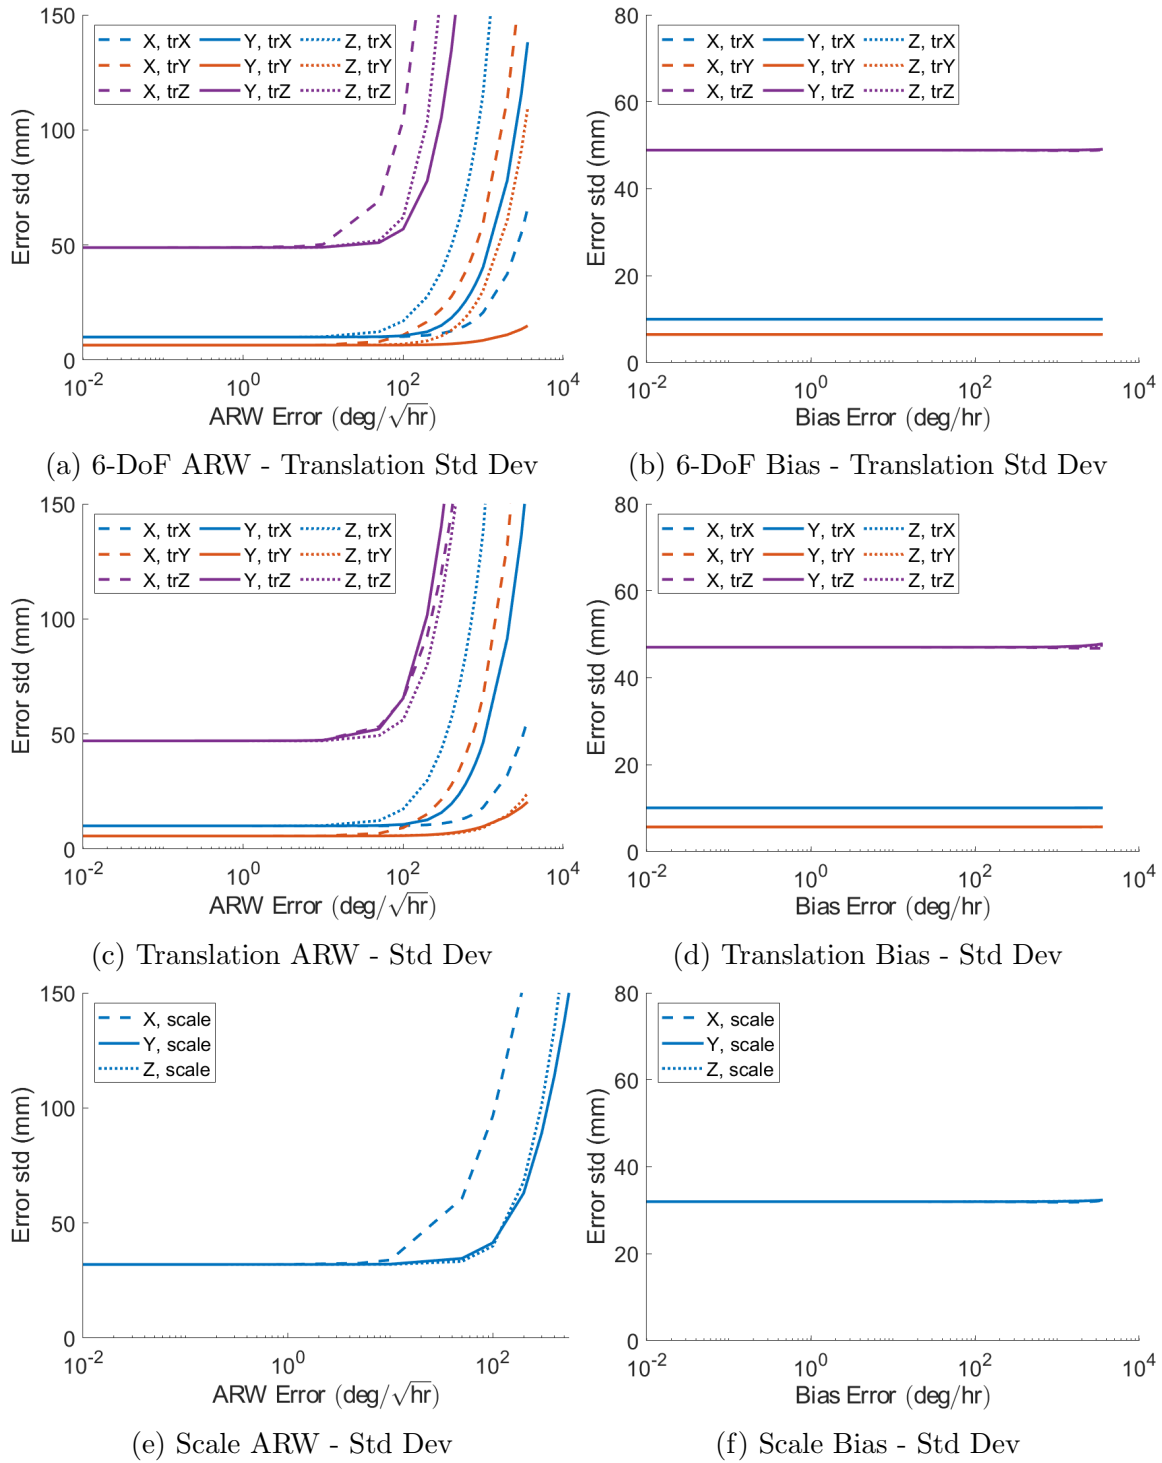 150
100
50
0
Error std (mm)
X, trX Y, trX Z, trX
X, trY Y, trY Z, trY
X, trZ Y, trZ Z, trZ
10^-2 10^0 10^2 10^4
ARW Error (deg/√hr)
(a) 6-DoF ARW - Translation Std Dev
80
60
40
20
0
Error std (mm)
X, trX Y, trX Z, trX
X, trY Y, trY Z, trY
X, trZ Y, trZ Z, trZ
10^-2 10^0 10^2 10^4
Bias Error (deg/hr)
(b) 6-DoF Bias - Translation Std Dev
150
100
50
0
Error std (mm)
X, trX Y, trX Z, trX
X, trY Y, trY Z, trY
X, trZ Y, trZ Z, trZ
10^-2 10^0 10^2 10^4
ARW Error (deg/√hr)
(c) Translation ARW - Std Dev
80
60
40
20
0
Error std (mm)
X, trX Y, trX Z, trX
X, trY Y, trY Z, trY
X, trZ Y, trZ Z, trZ
10^-2 10^0 10^2 10^4
Bias Error (deg/hr)
(d) Translation Bias - Std Dev
150
100
50
0
Error std (mm)
X, scale
Y, scale
Z, scale
10^-2 10^0 10^2
ARW Error (deg/√hr)
(e) Scale ARW - Std Dev
80
60
40
20
0
Error std (mm)
X, scale
Y, scale
Z, scale
10^-2 10^0 10^2 10^4
Bias Error (deg/hr)
(f) Scale Bias - Std Dev